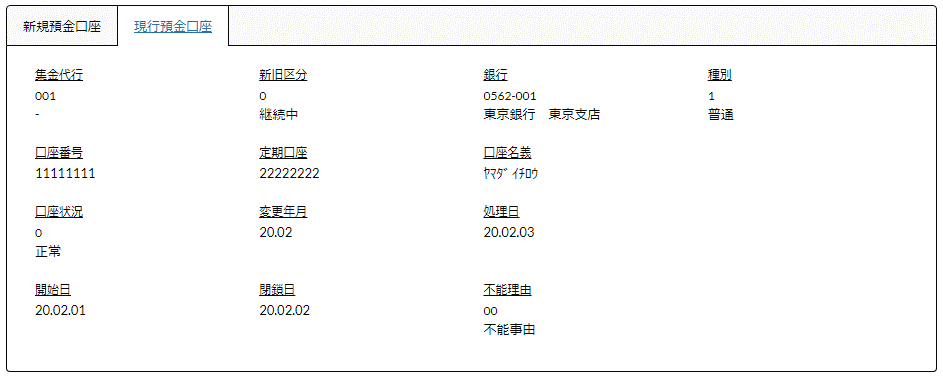 新規預金口座 現行預金口座
集金代行 新旧区分 銀行 種別
001 0 0562-001 1
- 継続中 東京銀行　東京支店 普通
口座番号 定期口座 口座名義
11111111 22222222 ﾔﾏﾀﾞｲﾁﾛｳ
口座状況 変更年月 処理日
0 20.02 20.02.03
正常
開始日 閉鎖日 不能理由
20.02.01 20.02.02 00
不能事由